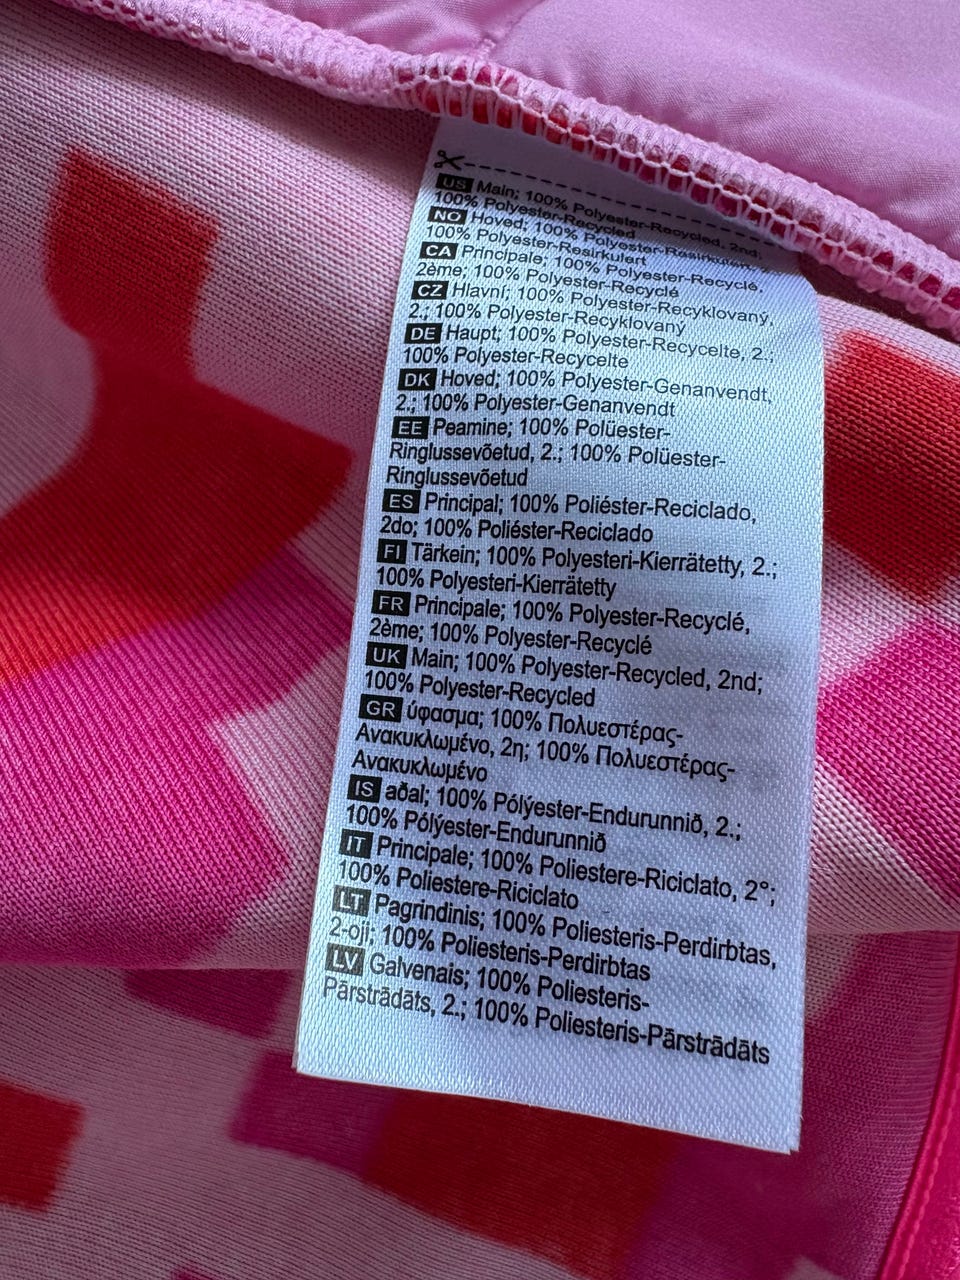 US Main; 100% Polyester-Recycled, 2nd;
100% Polyester-Recycled
NO Hoved; 100% Polyester-Resirkulert, 2.;
100% Polyester-Resirkulert
CA Principale; 100% Polyester-Recyclé,
2ème; 100% Polyester-Recyclé
CZ Hlavní; 100% Polyester-Recyklovaný,
2.; 100% Polyester-Recyklovaný
DE Haupt; 100% Polyester-Recycelte, 2.;
100% Polyester-Recycelte
DK Hoved; 100% Polyester-Genanvendt,
2.; 100% Polyester-Genanvendt
EE Peamine; 100% Polüester-
Ringlussevõetud, 2.; 100% Polüester-
Ringlussevõetud
ES Principal; 100% Poliéster-Reciclado,
2do; 100% Poliéster-Reciclado
FI Tärkein; 100% Polyesteri-Kierrätetty, 2.;
100% Polyesteri-Kierrätetty
FR Principale; 100% Polyester-Recyclé,
2ème; 100% Polyester-Recyclé
UK Main; 100% Polyester-Recycled, 2nd;
100% Polyester-Recycled
GR ύφασμα; 100% Πολυεστέρας-
Ανακυκλωμένο, 2η; 100% Πολυεστέρας-
Ανακυκλωμένο
IS aðal; 100% Pólýester-Endurunnið, 2.;
100% Pólýester-Endurunnið
IT Principale; 100% Poliestere-Riciclato, 2°;
100% Poliestere-Riciclato
LT Pagrindinis; 100% Poliesteris-Perdirbtas,
2-oji; 100% Poliesteris-Perdirbtas
LV Galvenais; 100% Poliesteris-
Pārstrādāts, 2.; 100% Poliesteris-Pārstrādāts